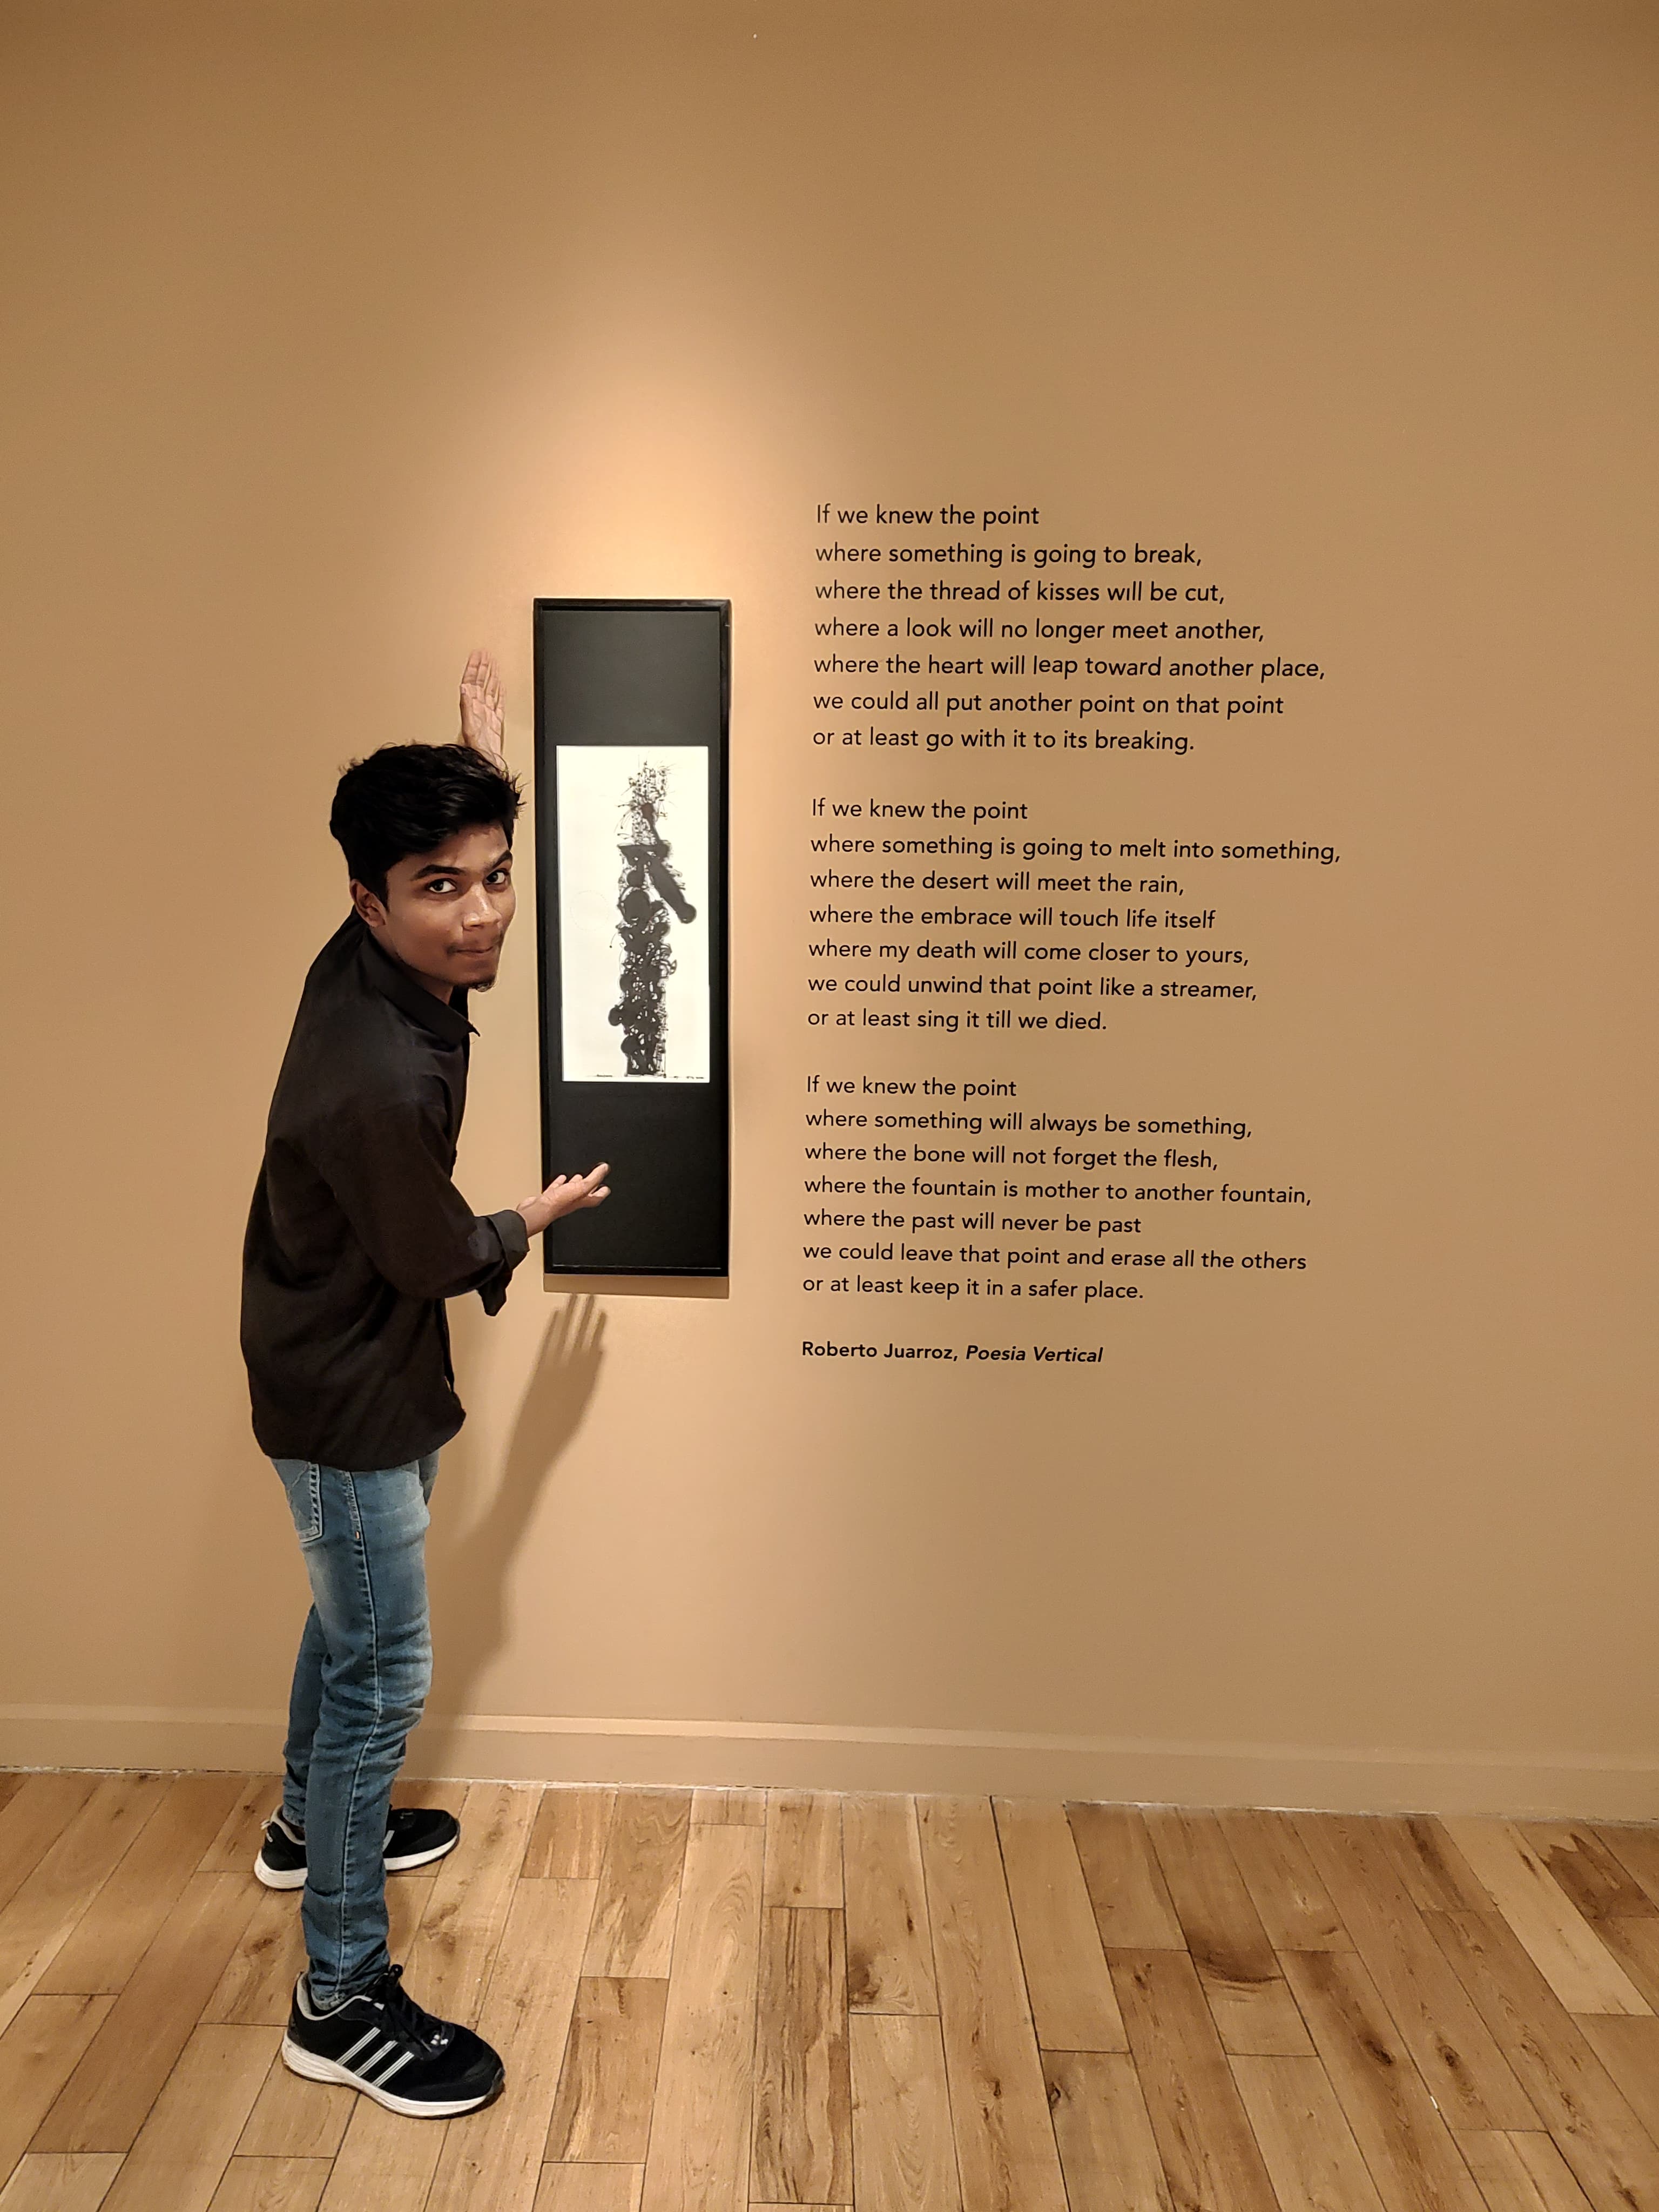 If we knew the point
where something is going to break,
where the thread of kisses will be cut,
where a look will no longer meet another,
where the heart will leap toward another place,
we could all put another point on that point
or at least go with it to its breaking.
If we knew the point
where something is going to melt into something,
where the desert will meet the rain,
where the embrace will touch life itself
where my death will come closer to yours,
we could unwind that point like a streamer,
or at least sing it till we died.
If we knew the point
where something will always be something,
where the bone will not forget the flesh,
where the fountain is mother to another fountain,
where the past will never be past
we could leave that point and erase all the others
or at least keep it in a safer place.
Roberto Juarroz, Poesia Vertical